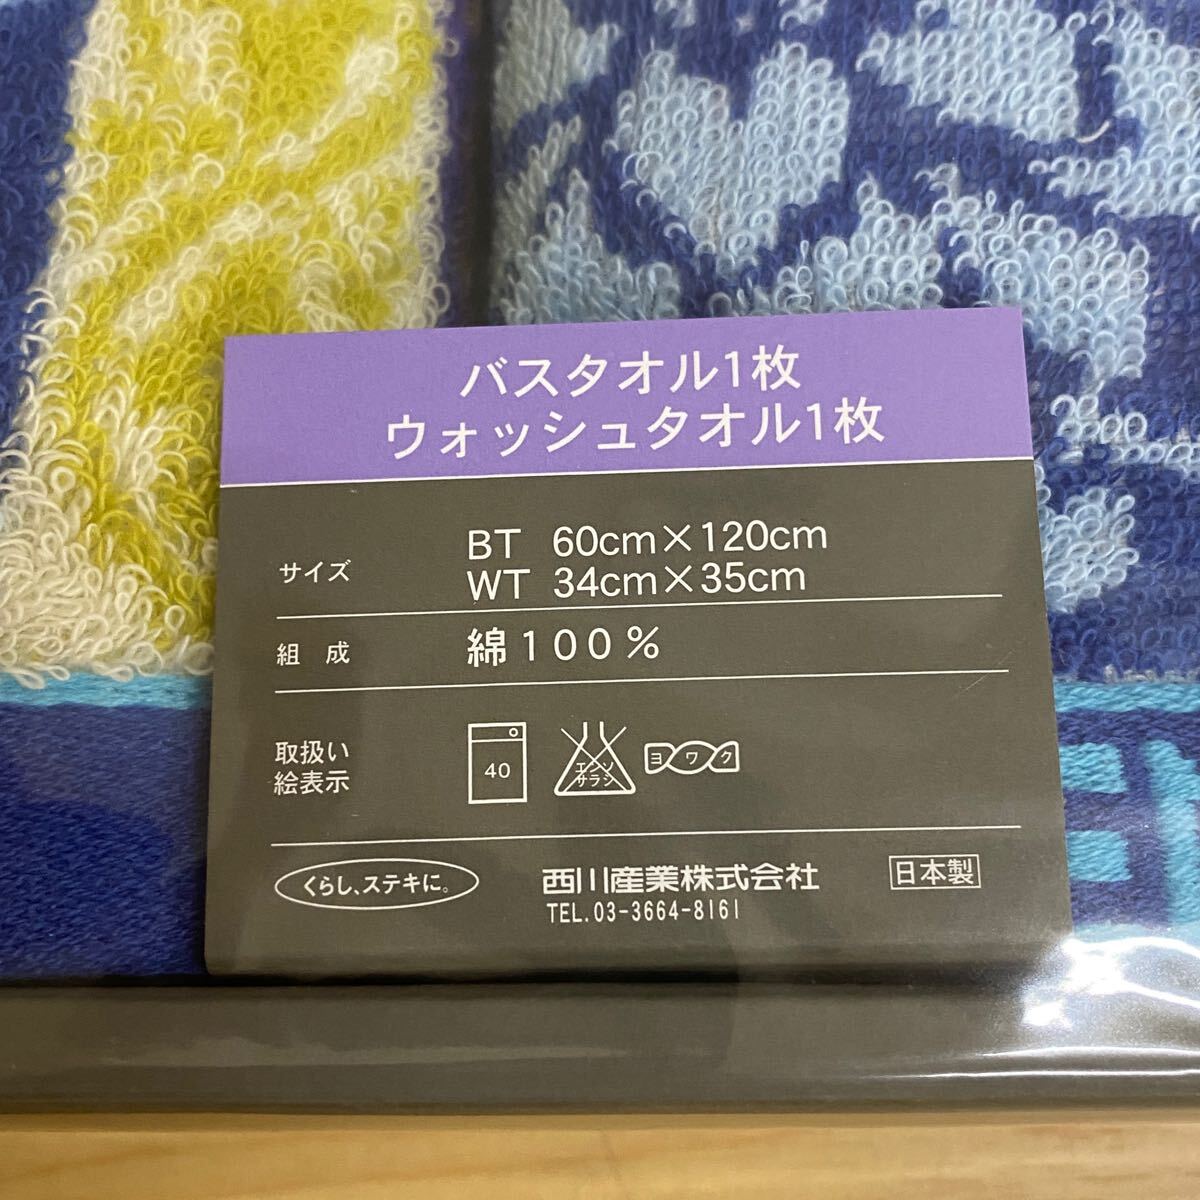 バスタオル1枚
ウォッシュタオル1枚
サイズ
BT 60cm×120cm
WT 34cm×35cm
組 成
綿100%
取扱い
絵表示
40
エンソ
サラシ
ヨワク
くらし、ステキに。
西川産業株式会社
TEL.03-3664-8161
日本製